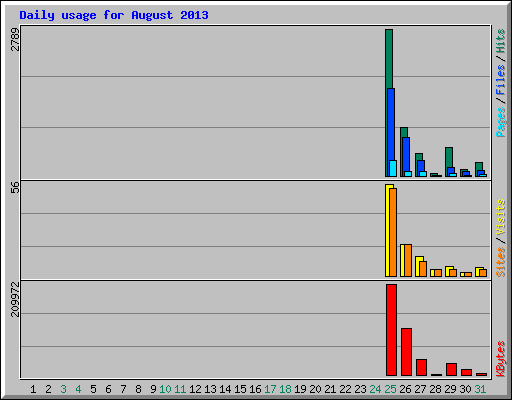 Daily usage for August 2013
2789
56
209972
Pages / Files / Hits
Sites / Visits
KBytes
1 2 3 4 5 6 7 8 9 10 11 12 13 14 15 16 17 18 19 20 21 22 23 24 25 26 27 28 29 30 31